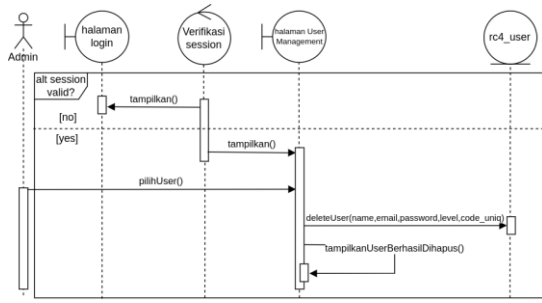 halaman
login
Verifikasi
session
halaman User
Management
rc4_user
Admin
alt session
valid?
tampilkan()
[no]
[yes]
tampilkan()
pilihUser()
deleteUser(name,email,password,level,code_uniq)
tampilkanUserBerhasilDihapus()